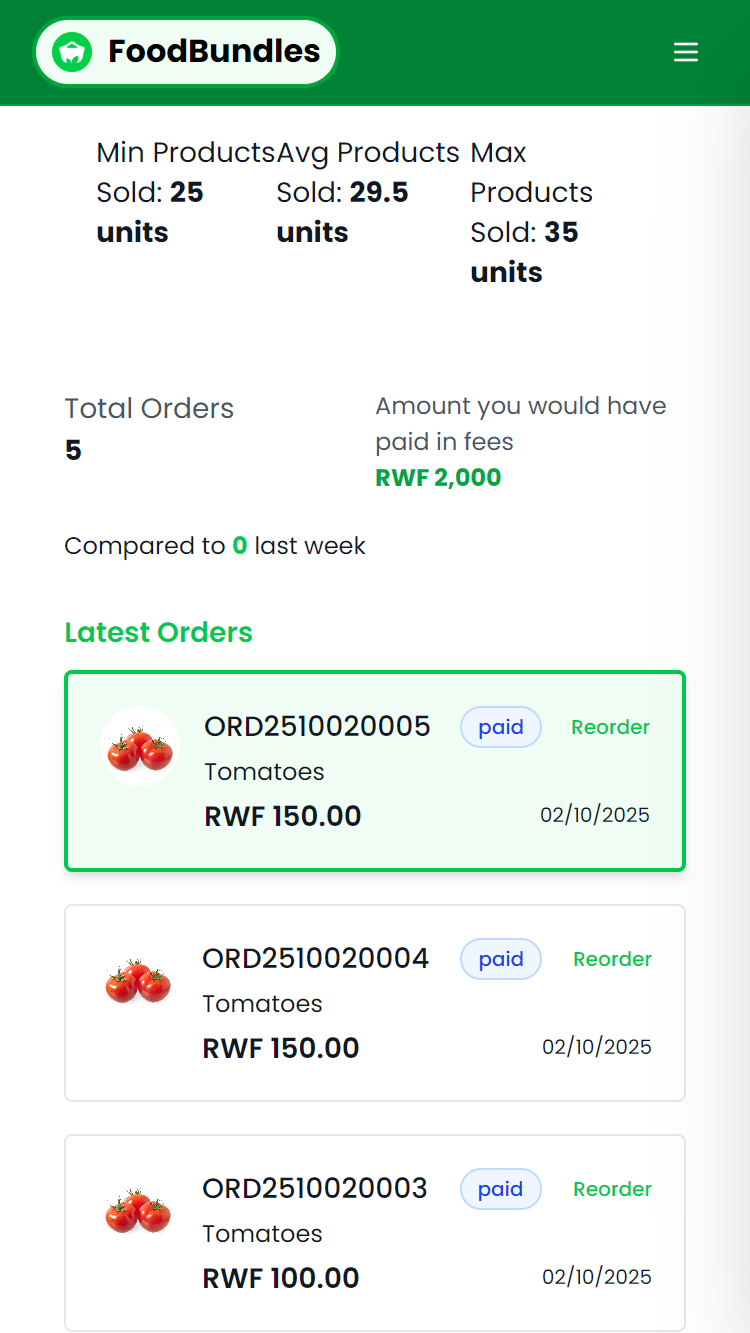 FoodBundles
Min Products
Sold: 25
units
Avg Products
Sold: 29.5
units
Max
Products
Sold: 35
units
Total Orders
5
Amount you would have
paid in fees
RWF 2,000
Compared to 0 last week
Latest Orders
ORD2510020005 paid Reorder
Tomatoes
RWF 150.00 02/10/2025
ORD2510020004 paid Reorder
Tomatoes
RWF 150.00 02/10/2025
ORD2510020003 paid Reorder
Tomatoes
RWF 100.00 02/10/2025